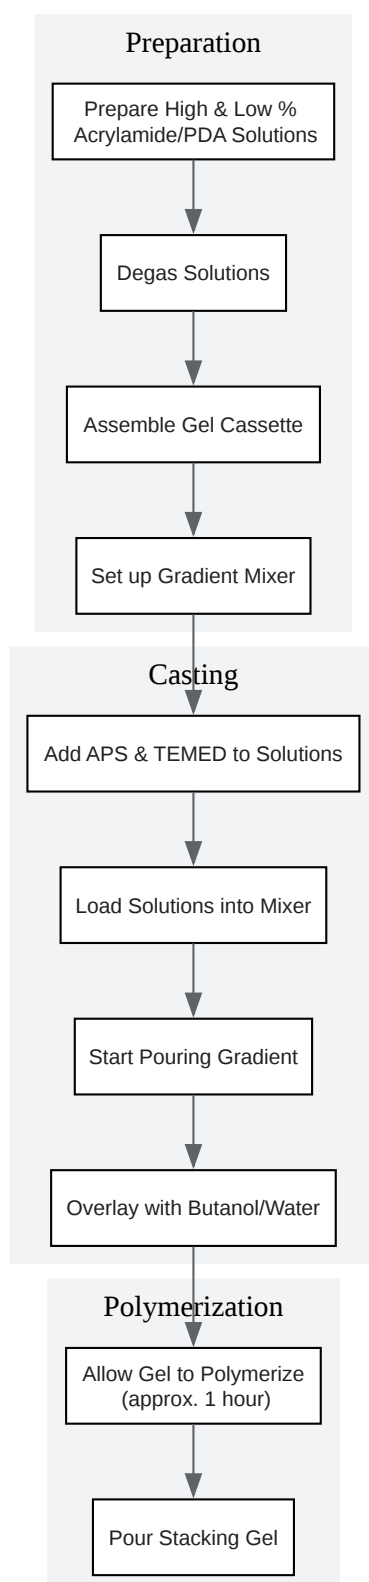 Preparation
Prepare High & Low %
Acrylamide/PDA Solutions
Degas Solutions
Assemble Gel Cassette
Set up Gradient Mixer
Casting
Add APS & TEMED to Solutions
Load Solutions into Mixer
Start Pouring Gradient
Overlay with Butanol/Water
Polymerization
Allow Gel to Polymerize
(approx. 1 hour)
Pour Stacking Gel